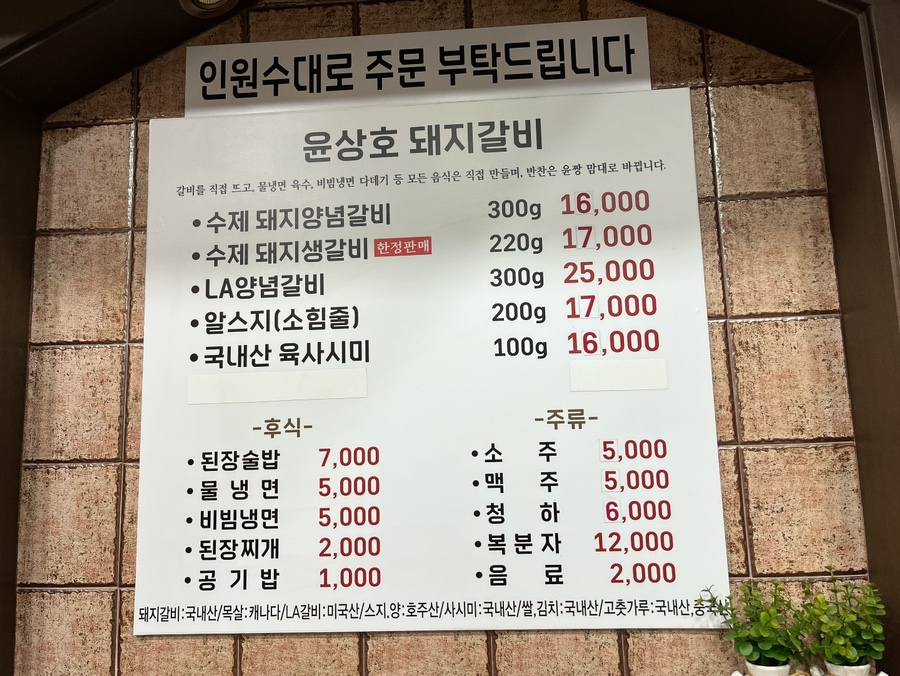 인원수대로 주문 부탁드립니다
윤상호 돼지갈비
갈비를 직접 뜨고, 물냉면 육수, 비빔냉면 다데기 등 모든 음식은 직접 만들며, 반찬은 윤짱 맘대로 바뀝니다.
• 수제 돼지양념갈비 300g 16,000
• 수제 돼지생갈비 한정판매 220g 17,000
• LA양념갈비 300g 25,000
• 알스지(소힘줄) 200g 17,000
• 국내산 육사시미 100g 16,000
-후식-
• 된장술밥 7,000
• 물냉면 5,000
• 비빔냉면 5,000
• 된장찌개 2,000
• 공기밥 1,000
-주류-
• 소주 5,000
• 맥주 5,000
• 청하 6,000
• 복분자 12,000
• 음료 2,000
돼지갈비:국내산/목살:캐나다/LA갈비:미국산/스지,양:호주산/사시미:국내산/쌀,김치:국내산/고춧가루:국내산,중국산